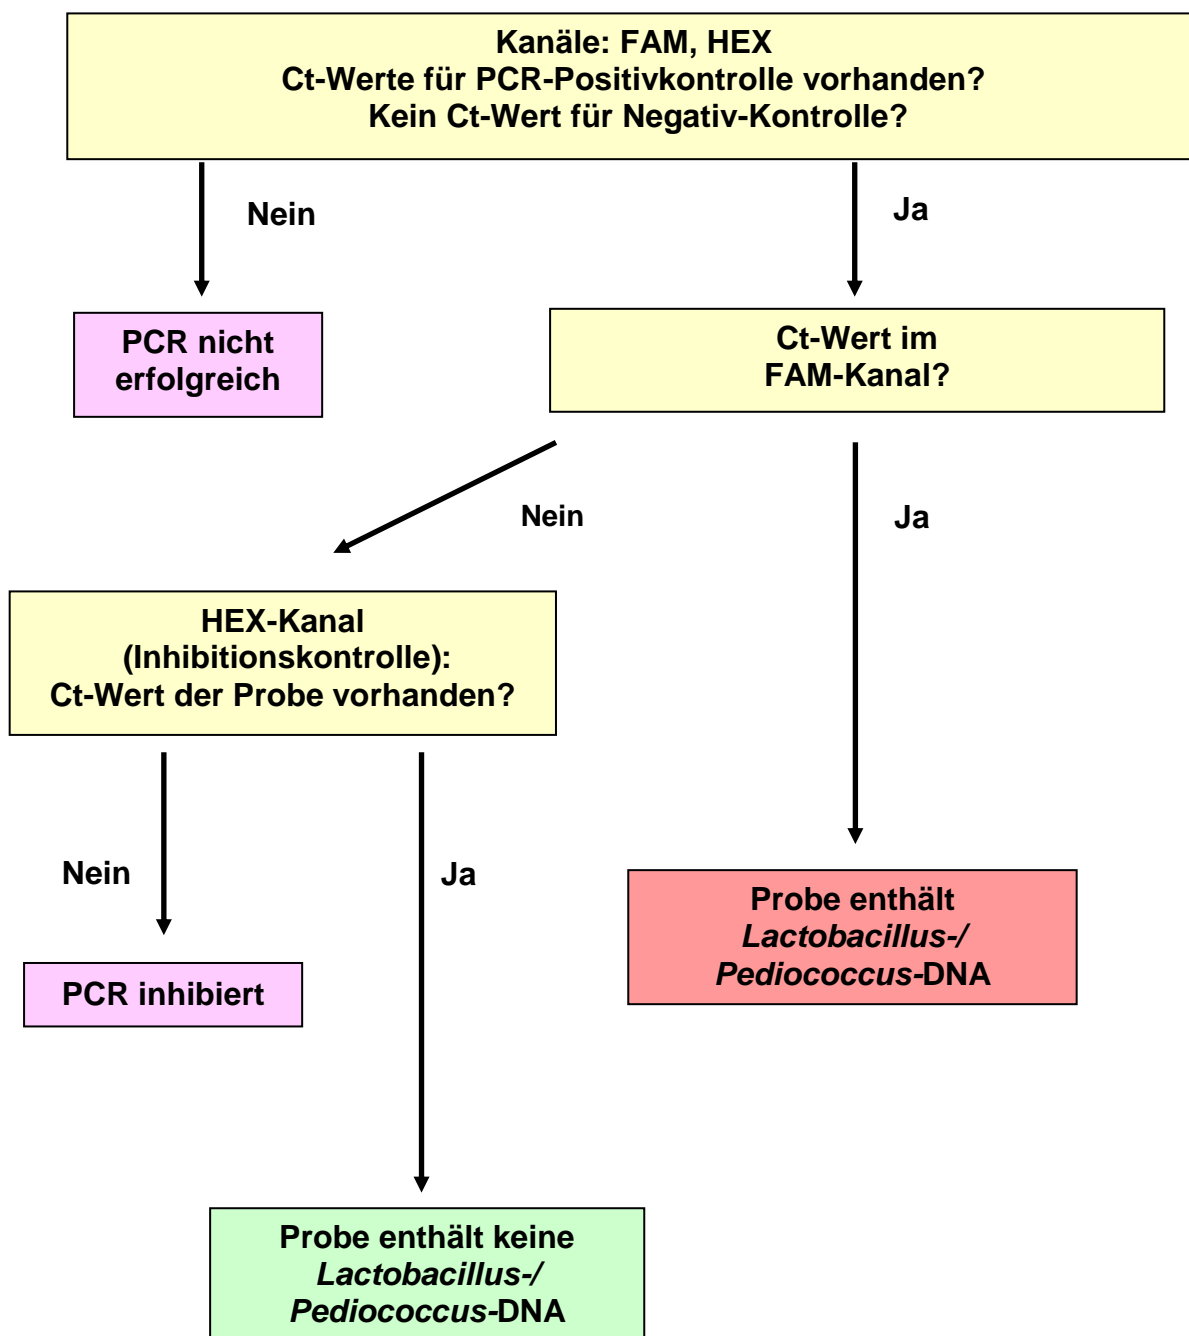 Kanäle: FAM, HEX
Ct-Werte für PCR-Positivkontrolle vorhanden?
Kein Ct-Wert für Negativ-Kontrolle?
Nein
Ja
PCR nicht
erfolgreich
Ct-Wert im
FAM-Kanal?
Nein
Ja
HEX-Kanal
(Inhibitionskontrolle):
Ct-Wert der Probe vorhanden?
Nein
Ja
Probe enthält
Lactobacillus-/
Pediococcus-DNA
PCR inhibiert
Probe enthält keine
Lactobacillus-/
Pediococcus-DNA